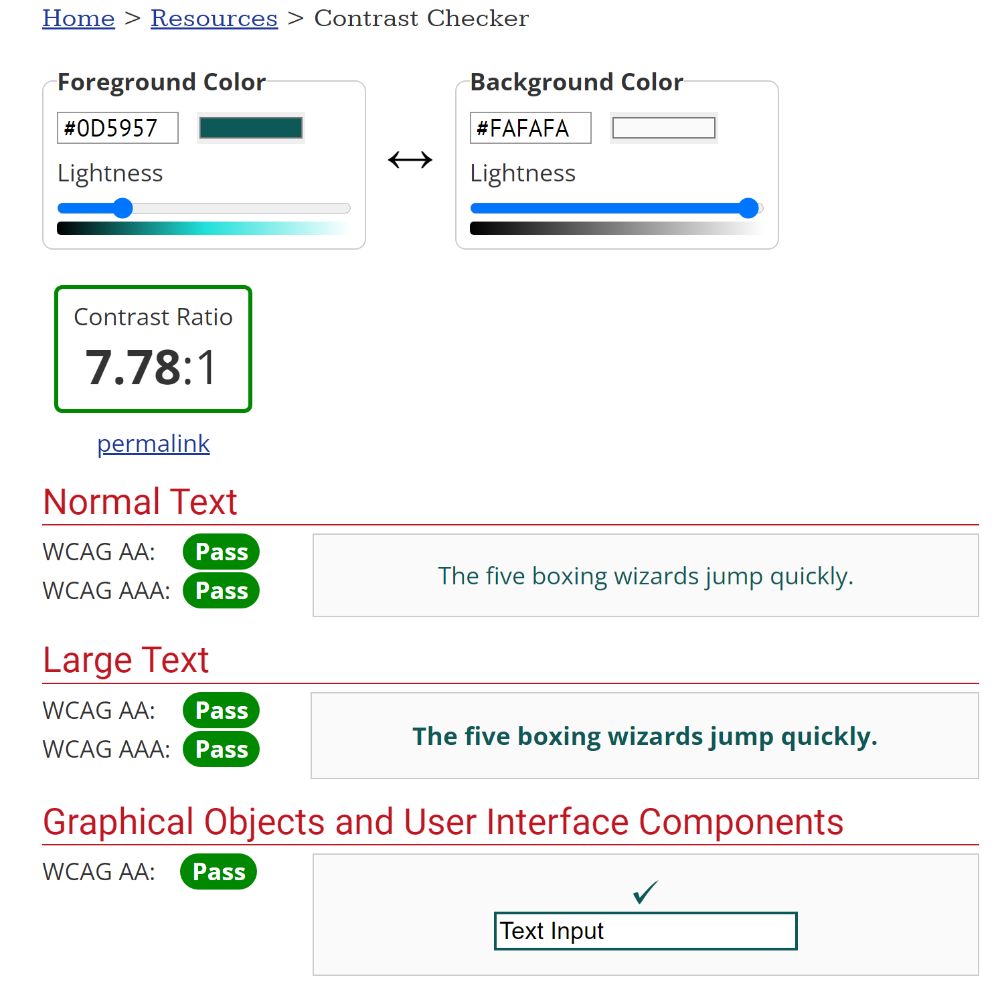 Home > Resources > Contrast Checker
Foreground Color
#0D5957
Lightness
Background Color
#FAFAFA
Lightness
Contrast Ratio
7.78:1
permalink
Normal Text
WCAG AA: Pass
WCAG AAA: Pass
The five boxing wizards jump quickly.
Large Text
WCAG AA: Pass
WCAG AAA: Pass
The five boxing wizards jump quickly.
Graphical Objects and User Interface Components
WCAG AA: Pass
Text Input